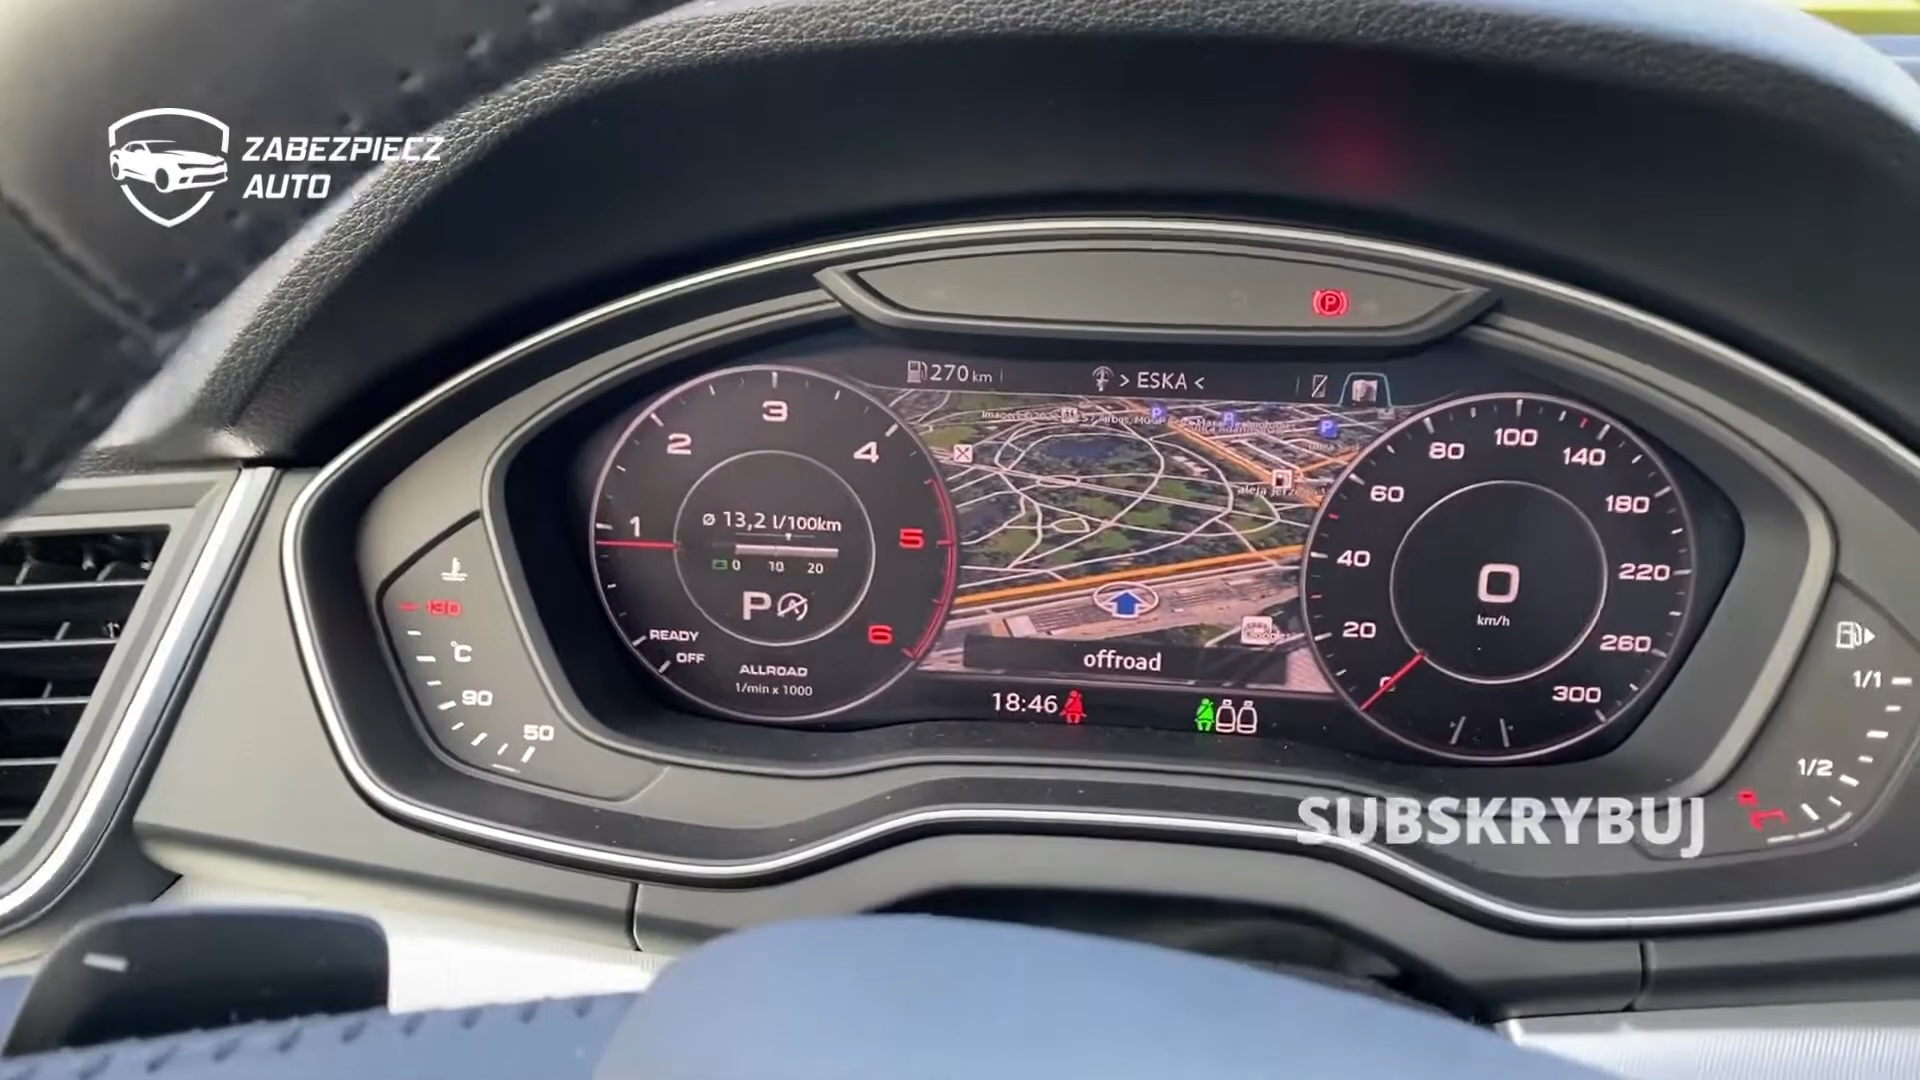 ZABEZPIECZ
AUTO
P
270 km
> ESKA <
3
2
4
1
5
6
ø 13,2 l/100km
0 10 20
P
READY
OFF
ALLROAD
1/min x 1000
P
P
P
offroad
18:46
80
100
140
60
180
40
220
20
260
0
300
0
km/h
130
°C
90
50
1/1
1/2
SUBSKRYBUJ